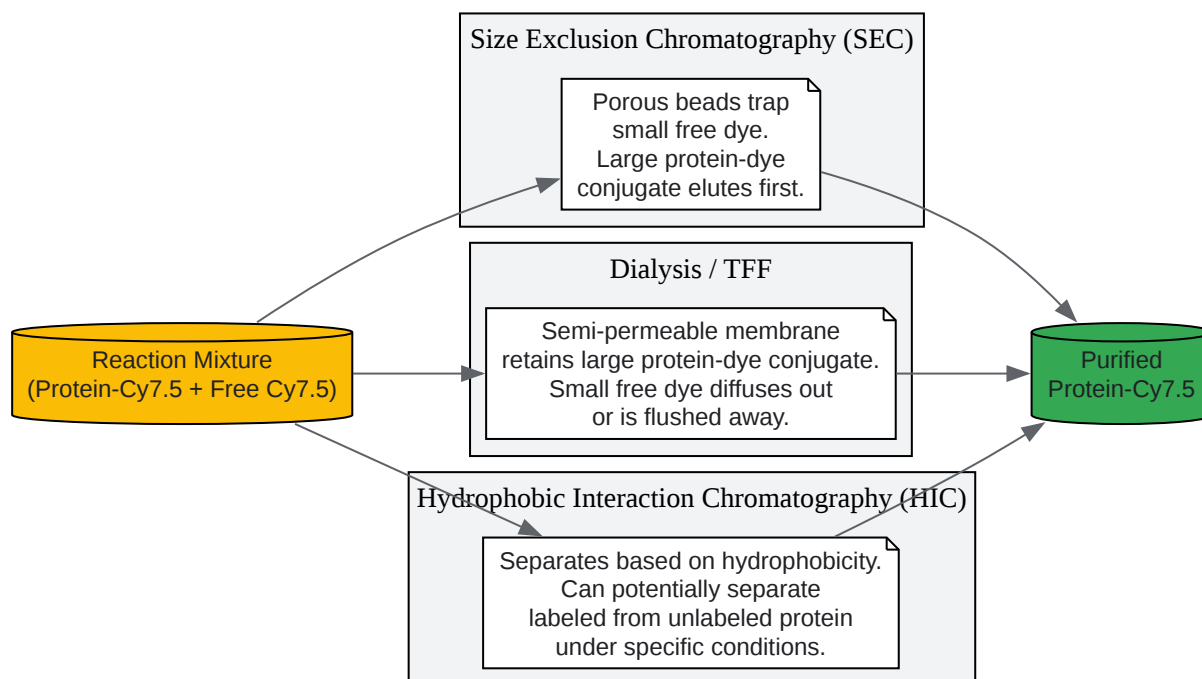 Size Exclusion Chromatography (SEC)
Porous beads trap
small free dye.
Large protein-dye
conjugate elutes first.
Dialysis / TFF
Semi-permeable membrane
retains large protein-dye conjugate.
Small free dye diffuses out
or is flushed away.
Reaction Mixture
(Protein-Cy7.5 + Free Cy7.5)
Purified
Protein-Cy7.5
Hydrophobic Interaction Chromatography (HIC)
Separates based on hydrophobicity.
Can potentially separate
labeled from unlabeled protein
under specific conditions.